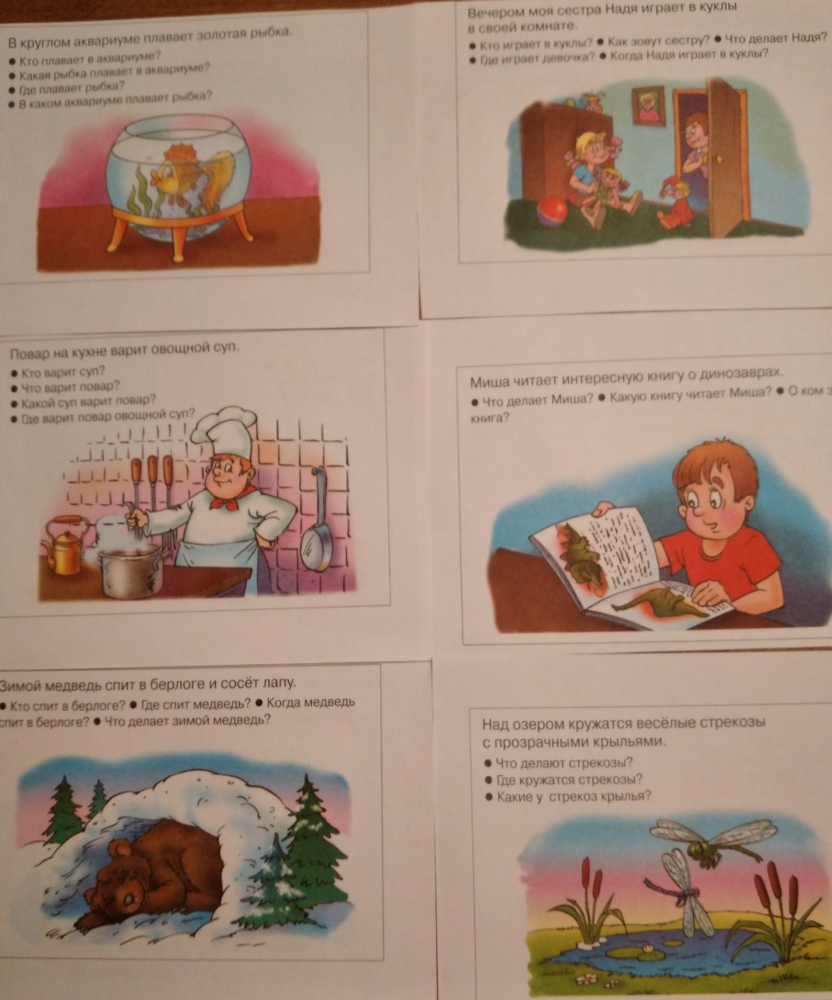 В круглом аквариуме плавает золотая рыбка.
● Кто плавает в аквариуме?
● Какая рыбка плавает в аквариуме?
● Где плавает рыбка?
● В каком аквариуме плавает рыбка?
Вечером моя сестра Надя играет в куклы
в своей комнате.
● Кто играет в куклы? ● Как зовут сестру? ● Что делает Надя?
● Где играет девочка? ● Когда Надя играет в куклы?
Повар на кухне варит овощной суп.
● Кто варит суп?
● Что варит повар?
● Какой суп варит повар?
● Где варит повар овощной суп?
Миша читает интересную книгу о динозаврах.
● Что делает Миша? ● Какую книгу читает Миша? ● О ком
книга?
Зимой медведь спит в берлоге и сосёт лапу.
● Кто спит в берлоге? ● Где спит медведь? ● Когда медведь
спит в берлоге? ● Что делает зимой медведь?
Над озером кружатся весёлые стрекозы
с прозрачными крыльями.
● Что делают стрекозы?
● Где кружатся стрекозы?
● Какие у стрекоз крылья?